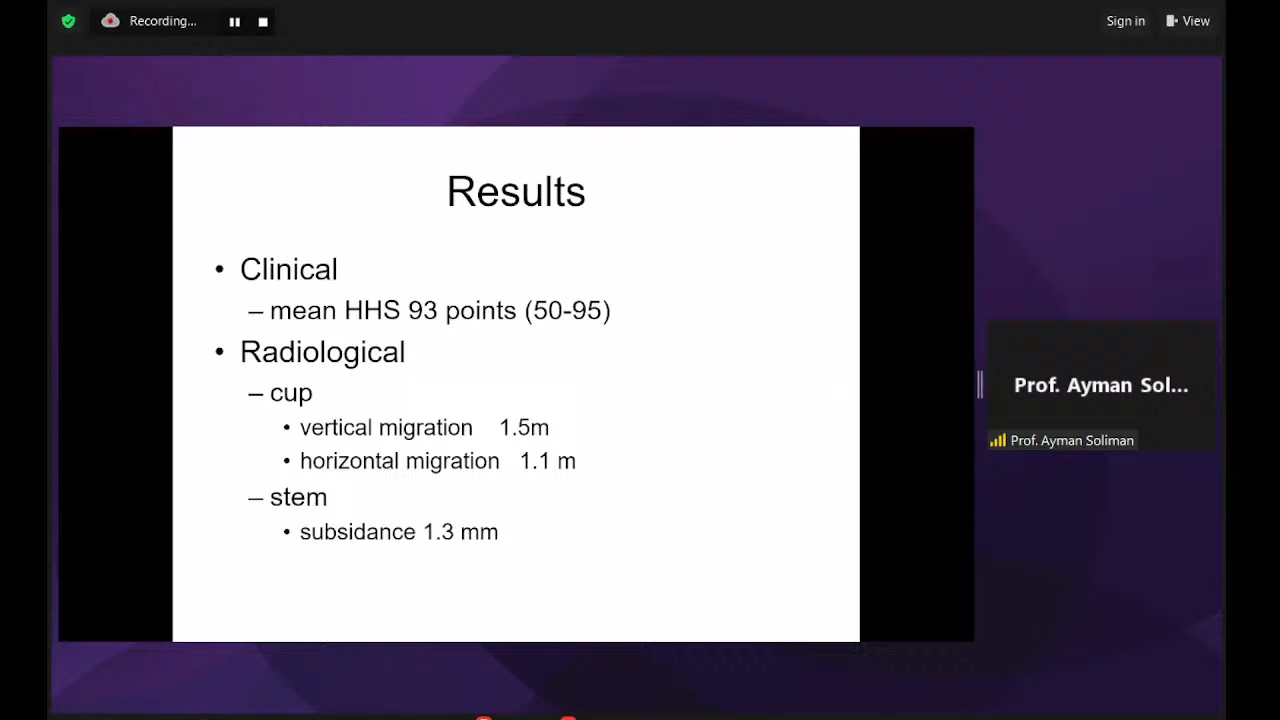 Recording...
Sign in
View
Results
• Clinical
– mean HHS 93 points (50-95)
• Radiological
– cup
• vertical migration 1.5m
• horizontal migration 1.1 m
– stem
• subsidance 1.3 mm
Prof. Ayman Sol...
Prof. Ayman Soliman